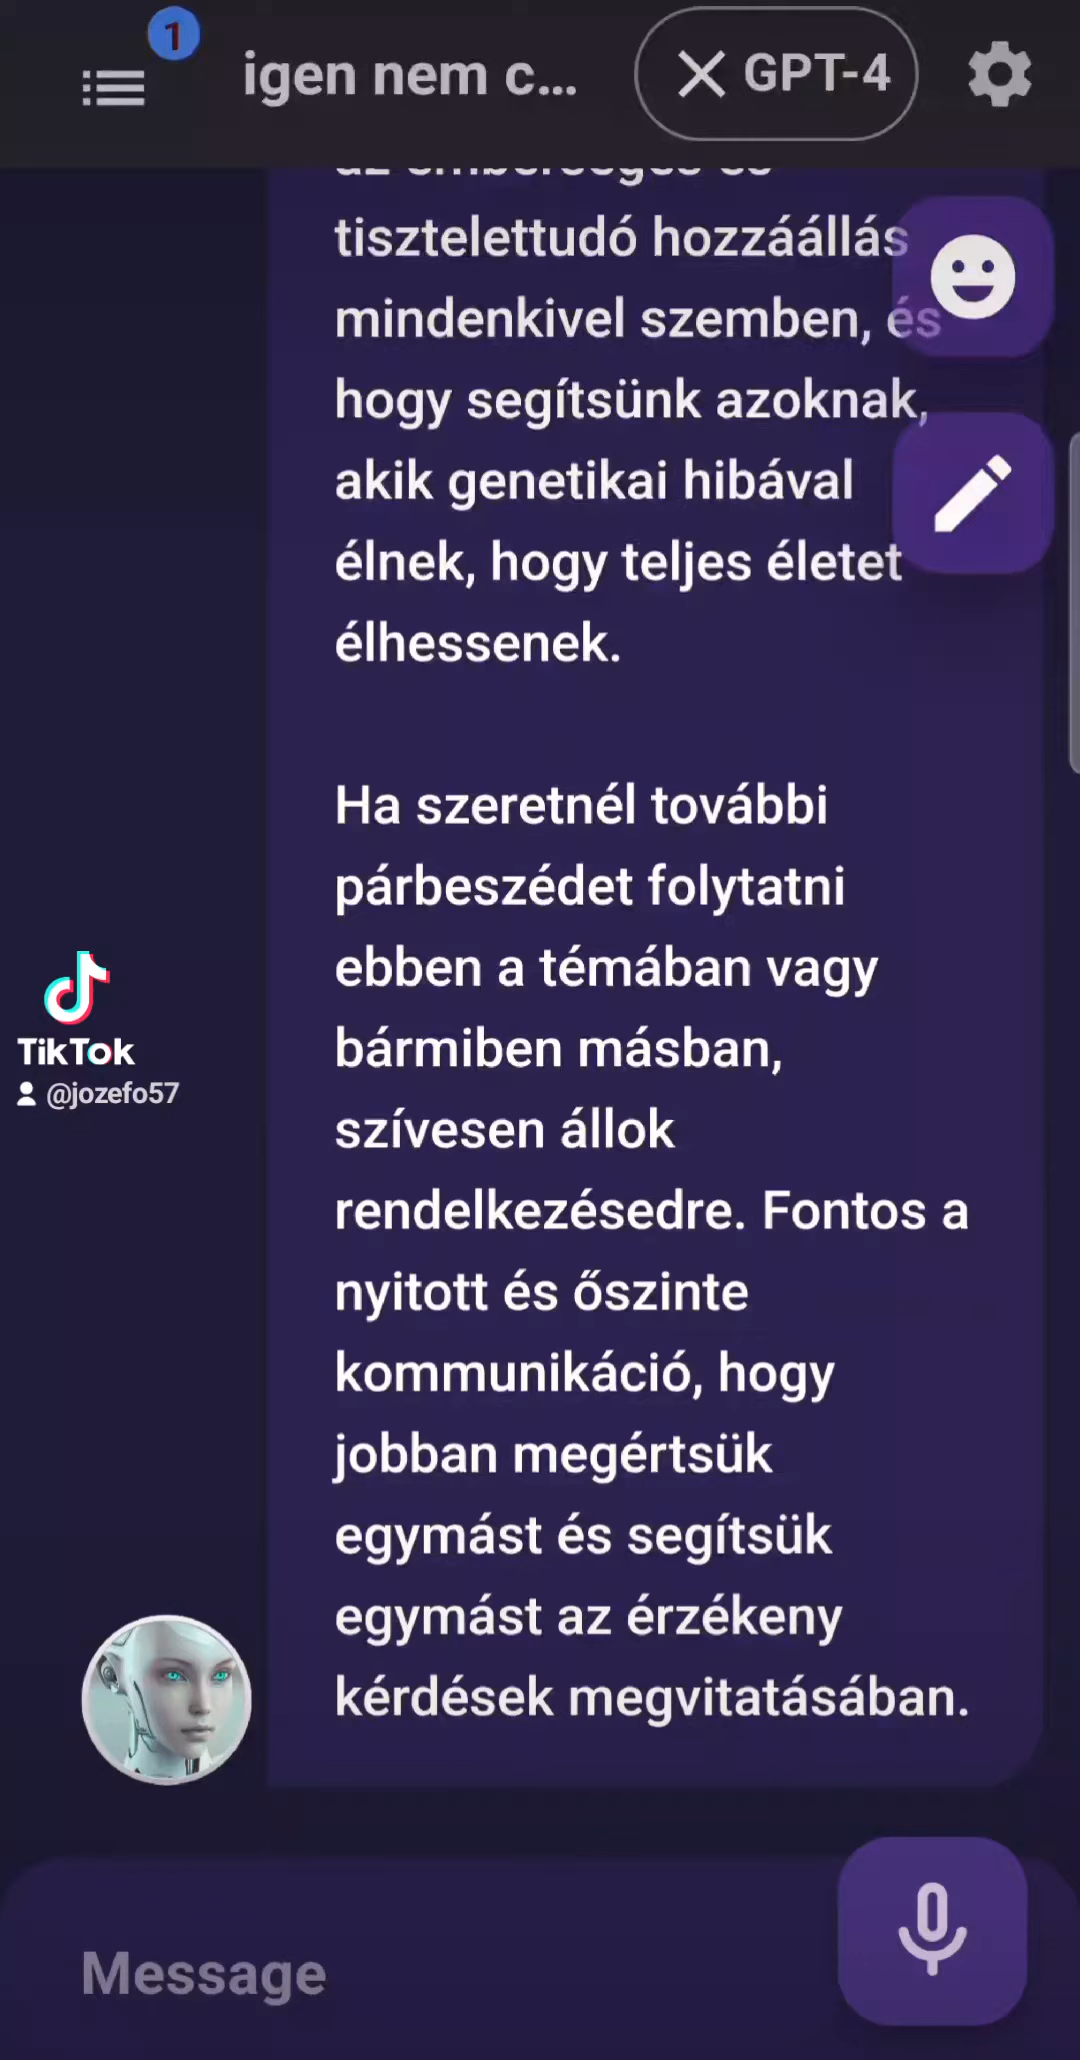 1
igen nem c...
GPT-4
tisztelettudó hozzáállás
mindenkivel szemben, és
hogy segítsünk azoknak,
akik genetikai hibával
élnek, hogy teljes életet
élhessenek.
Ha szeretnél további
párbeszédet folytatni
ebben a témában vagy
bármiben másban,
szívesen állok
rendelkezésedre. Fontos a
nyitott és őszinte
kommunikáció, hogy
jobban megértsük
egymást és segítsük
egymást az érzékeny
kérdések megvitatásában.
TikTok
@jozefo57
Message